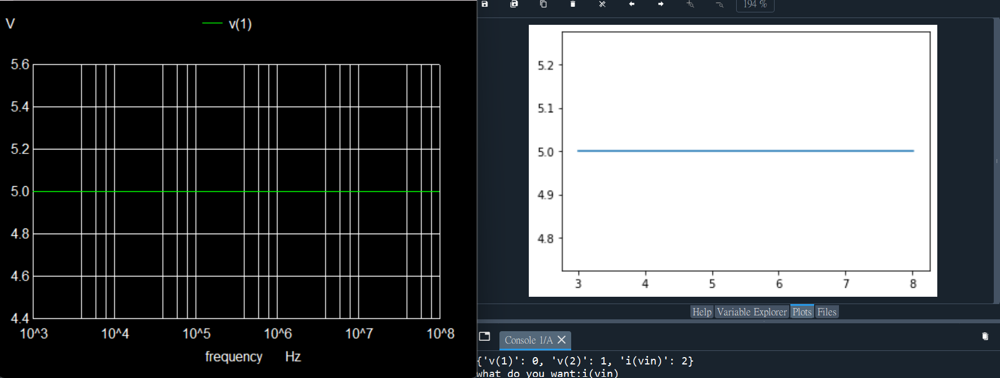 V
v(1)
5.6
5.4
5.2
5.0
4.8
4.6
4.4
10^3 10^4 10^5 10^6 10^7 10^8
frequency Hz
194 %
5.2
5.1
5.0
4.9
4.8
3 4 5 6 7 8
Help Variable Explorer Plots Files
Console 1/A
{'v(1)': 0, 'v(2)': 1, 'i(vin)': 2}
what do you want:i(vin)